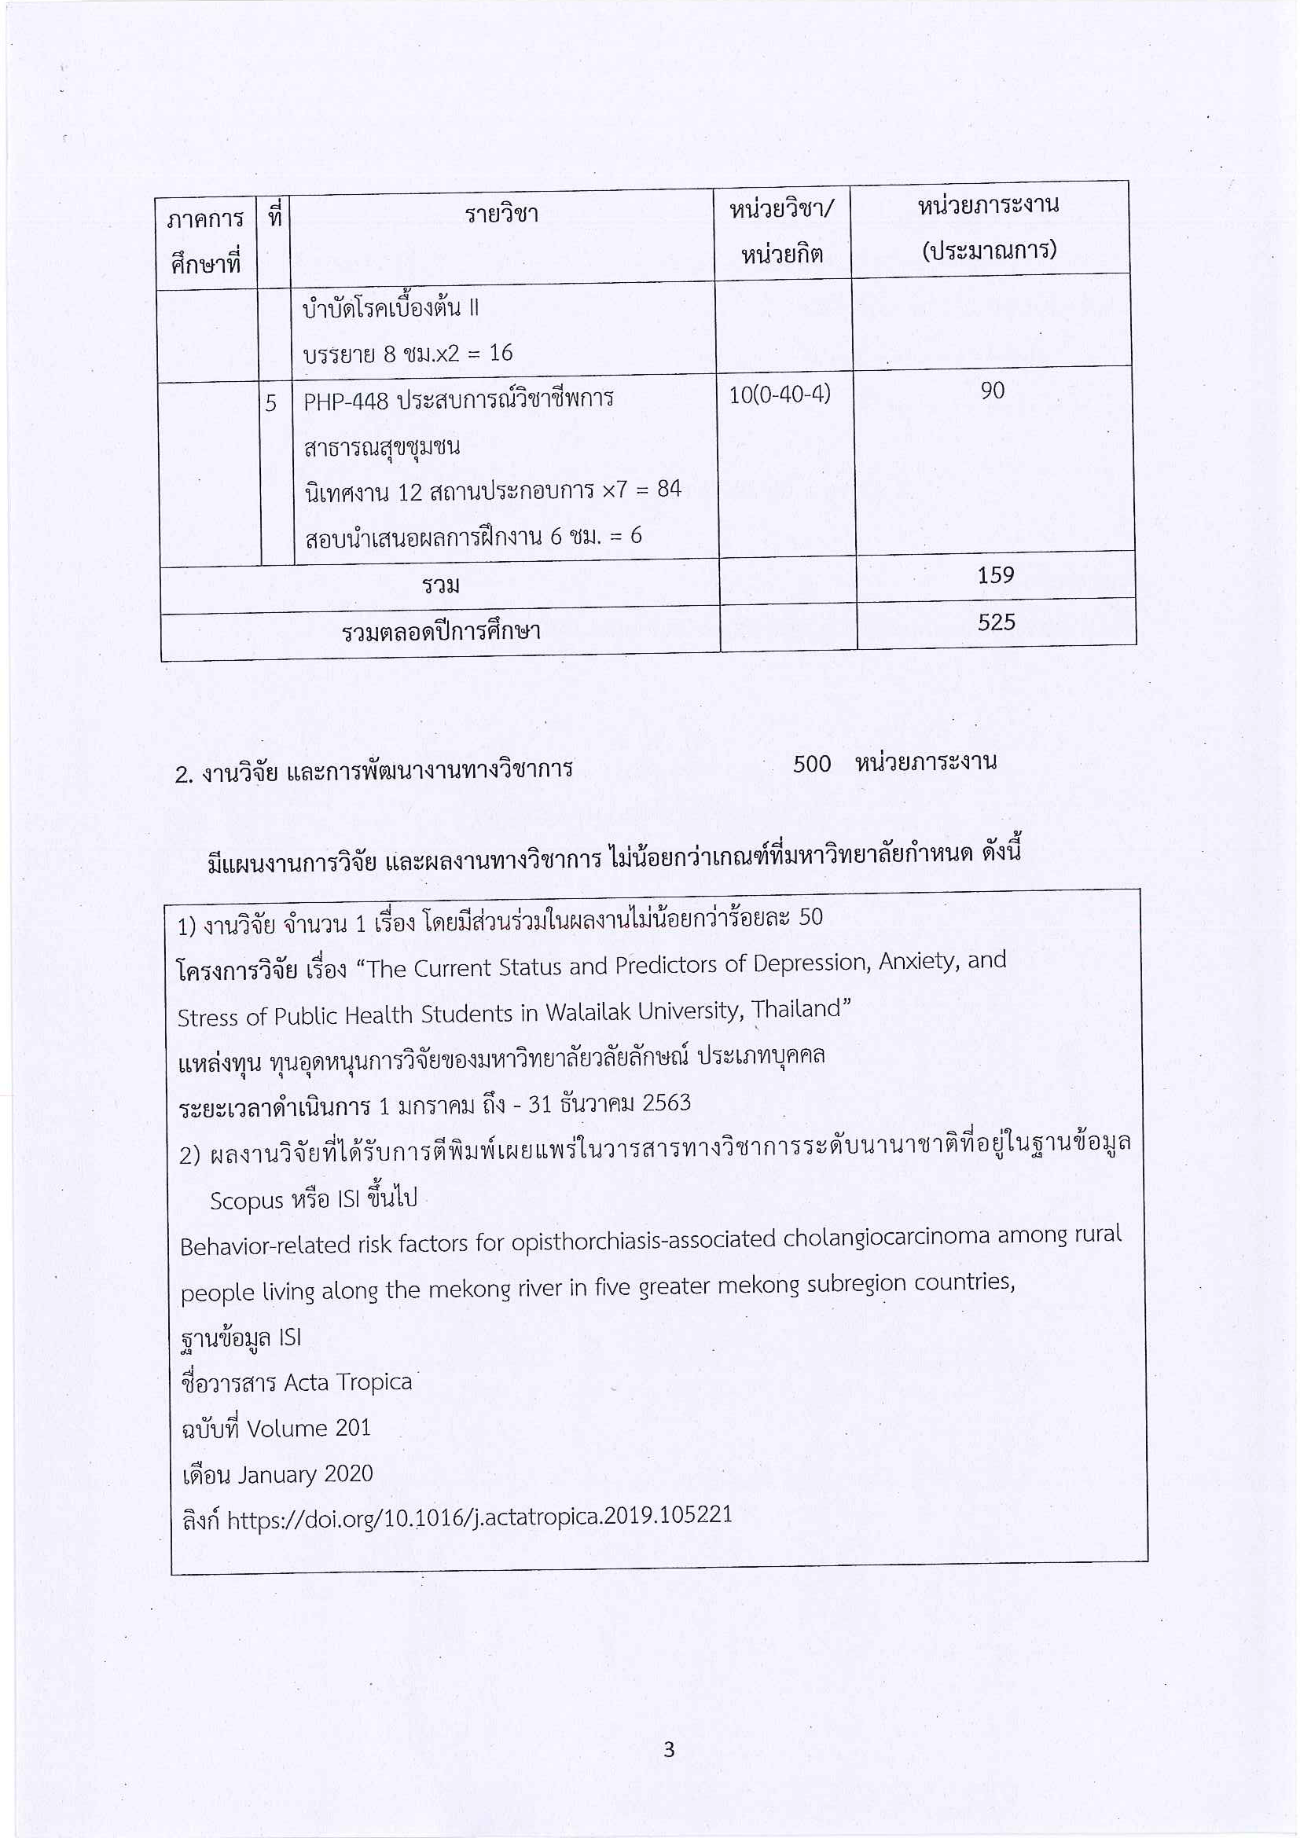 ภาคการ ที่ รายวิชา หน่วยวิชา/ หน่วยภาระงาน
ศึกษาที่ หน่วยกิต (ประมาณการ)
บำบัดโรคเบื้องต้น II
บรรยาย 8 ชม.x2 = 16
5 PHP-448 ประสบการณ์วิชาชีพการ 10(0-40-4) 90
สาธารณสุขชุมชน
นิเทศงาน 12 สถานประกอบการ x7 = 84
สอบนำเสนอผลการฝึกงาน 6 ชม. = 6
รวม 159
รวมตลอดปีการศึกษา 525
2. งานวิจัย และการพัฒนางานทางวิชาการ 500 หน่วยภาระงาน
มีแผนงานการวิจัย และผลงานทางวิชาการ ไม่น้อยกว่าเกณฑ์ที่มหาวิทยาลัยกำหนด ดังนี้
1) งานวิจัย จำนวน 1 เรื่อง โดยมีส่วนร่วมในผลงานไม่น้อยกว่าร้อยละ 50
โครงการวิจัย เรื่อง “The Current Status and Predictors of Depression, Anxiety, and
Stress of Public Health Students in Walailak University, Thailand”
แหล่งทุน ทุนอุดหนุนการวิจัยของมหาวิทยาลัยวลัยลักษณ์ ประเภทบุคคล
ระยะเวลาดำเนินการ 1 มกราคม ถึง - 31 ธันวาคม 2563
2) ผลงานวิจัยที่ได้รับการตีพิมพ์เผยแพร่ในวารสารทางวิชาการระดับนานาชาติที่อยู่ในฐานข้อมูล
Scopus หรือ ISI ขึ้นไป
Behavior-related risk factors for opisthorchiasis-associated cholangiocarcinoma among rural
people living along the mekong river in five greater mekong subregion countries,
ฐานข้อมูล ISI
ชื่อวารสาร Acta Tropica
ฉบับที่ Volume 201
เดือน January 2020
ลิงก์ https://doi.org/10.1016/j.actatropica.2019.105221
3